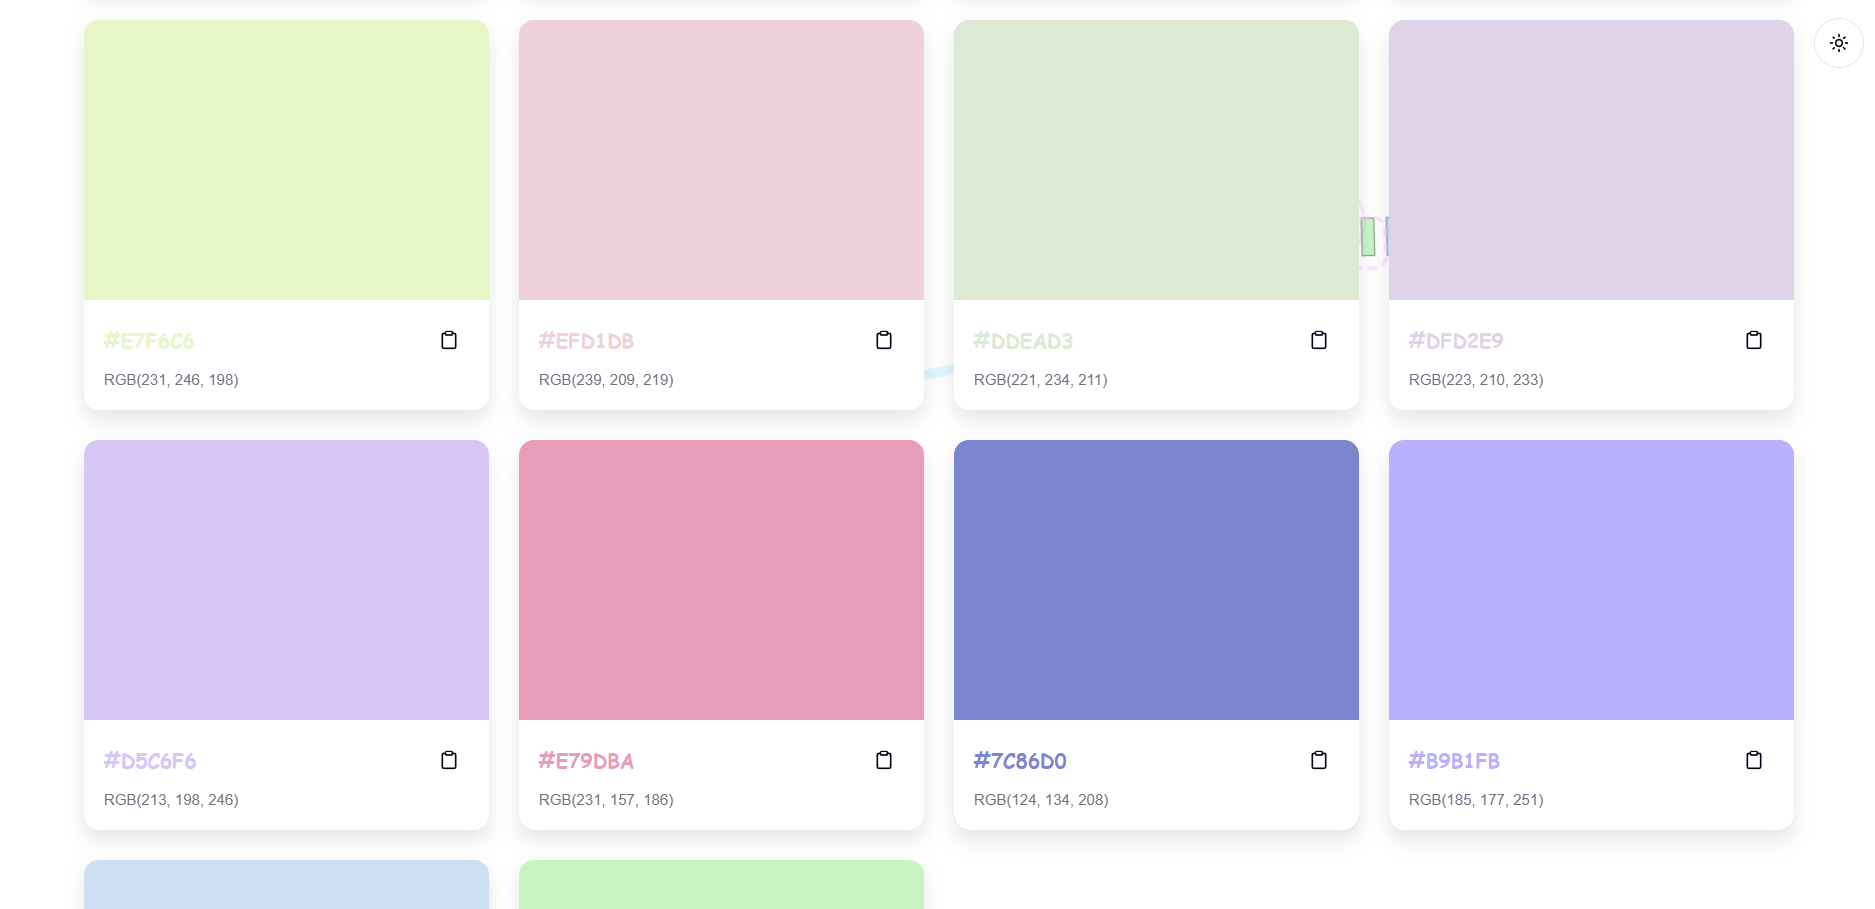 #E7F6C6
RGB(231, 246, 198)
#EFD1DB
RGB(239, 209, 219)
#DDEAD3
RGB(221, 234, 211)
#DFD2E9
RGB(223, 210, 233)
#D5C6F6
RGB(213, 198, 246)
#E79DBA
RGB(231, 157, 186)
#7C86D0
RGB(124, 134, 208)
#B9B1FB
RGB(185, 177, 251)